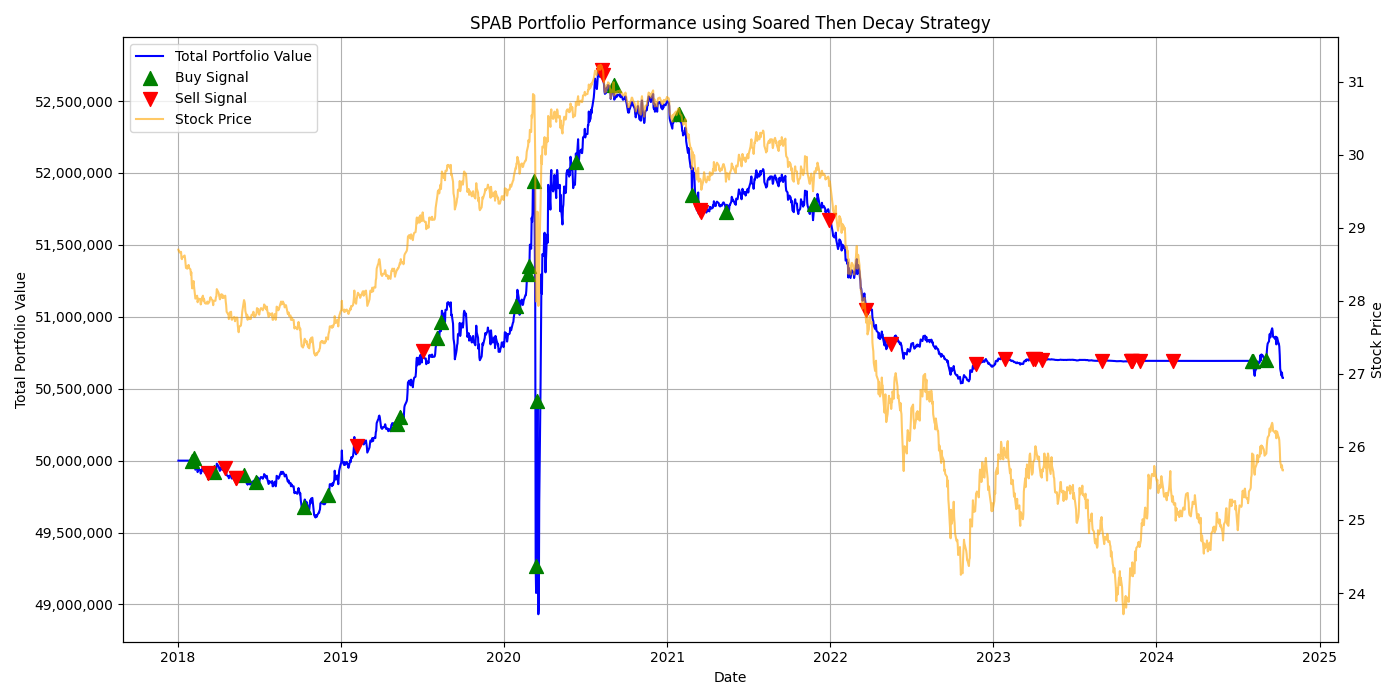 SPAB Portfolio Performance using Soared Then Decay Strategy
Total Portfolio Value
Buy Signal
Sell Signal
Stock Price
52,500,000
52,000,000
51,500,000
51,000,000
50,500,000
50,000,000
49,500,000
49,000,000
Total Portfolio Value
31
30
29
28
27
26
25
24
Stock Price
2018 2019 2020 2021 2022 2023 2024 2025
Date